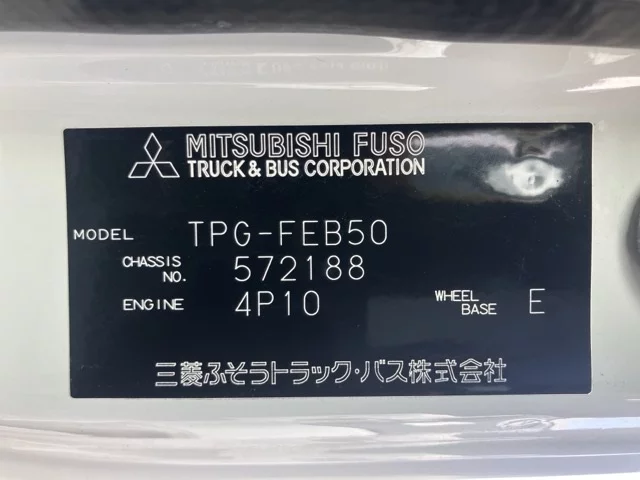 MITSUBISHI FUSO
TRUCK & BUS CORPORATION
MODEL TPG-FEB50
CHASSIS NO. 572188
ENGINE 4P10 WHEEL BASE E
三菱ふそうトラック・バス株式会社